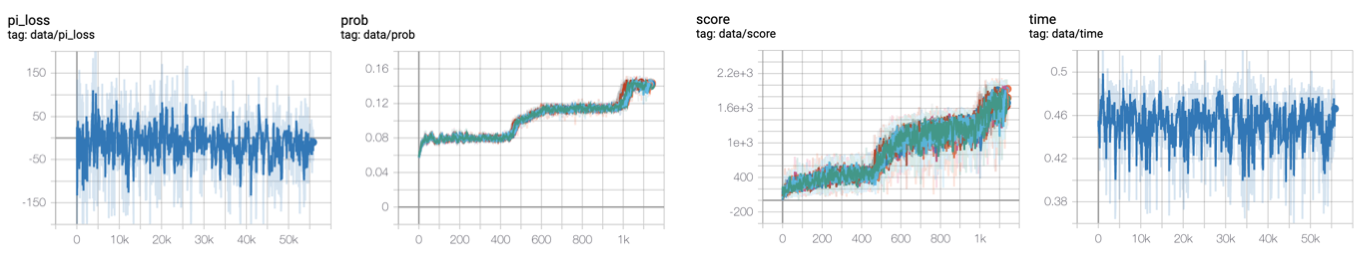 pi_loss
tag: data/pi_loss
150
50
-50
-150
0 10k 20k 30k 40k 50k
prob
tag: data/prob
0.16
0.12
0.08
0.04
0
0 200 400 600 800 1k
score
tag: data/score
2.2e+3
1.6e+3
1e+3
400
-200
0 200 400 600 800 1k
time
tag: data/time
0.5
0.46
0.42
0.38
0 10k 20k 30k 40k 50k